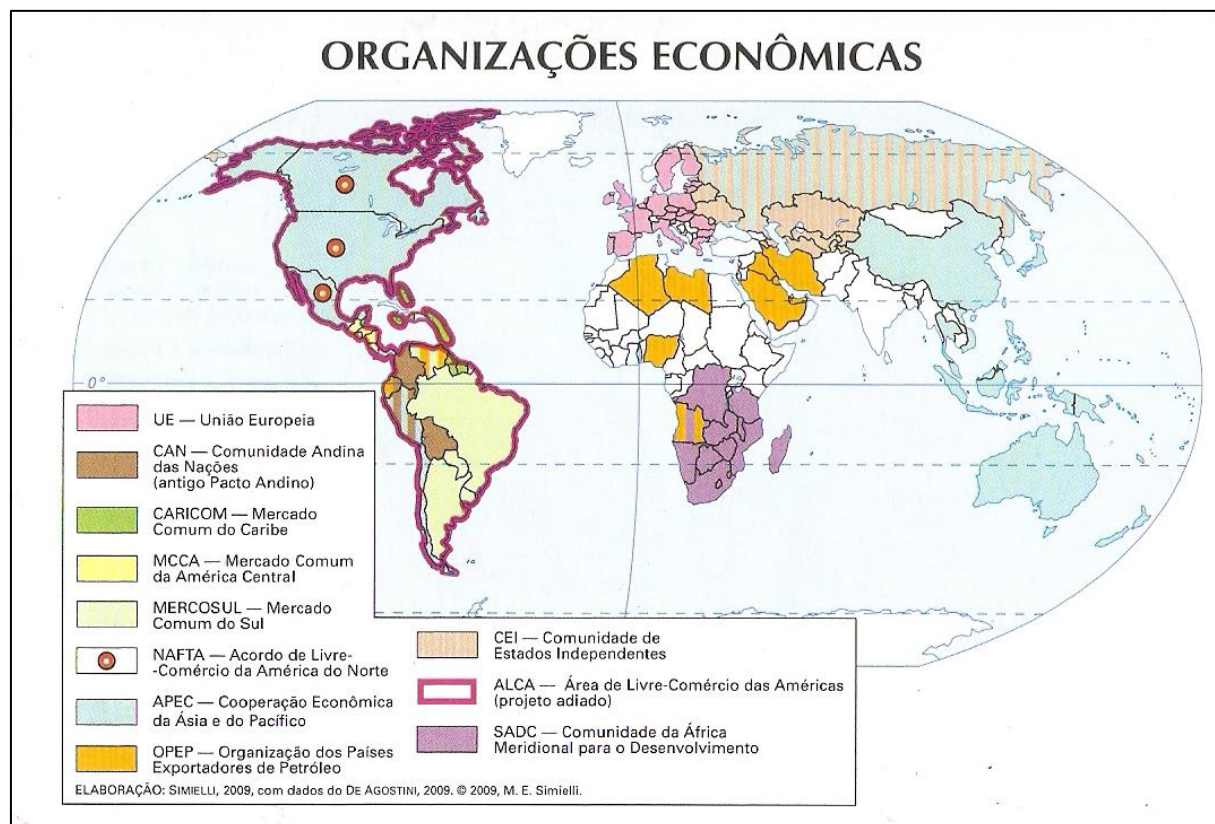 ORGANIZAÇÕES ECONÔMICAS
0°
UE — União Europeia
CAN — Comunidade Andina
das Nações
(antigo Pacto Andino)
CARICOM — Mercado
Comum do Caribe
MCCA — Mercado Comum
da América Central
MERCOSUL — Mercado
Comum do Sul
NAFTA — Acordo de Livre-
-Comércio da América do Norte
APEC — Cooperação Econômica
da Ásia e do Pacífico
OPEP — Organização dos Países
Exportadores de Petróleo
CEI — Comunidade de
Estados Independentes
ALCA — Área de Livre-Comércio das Américas
(projeto adiado)
SADC — Comunidade da África
Meridional para o Desenvolvimento
ELABORAÇÃO: SIMIELLI, 2009, com dados do DE AGOSTINI, 2009. © 2009, M. E. Simielli.